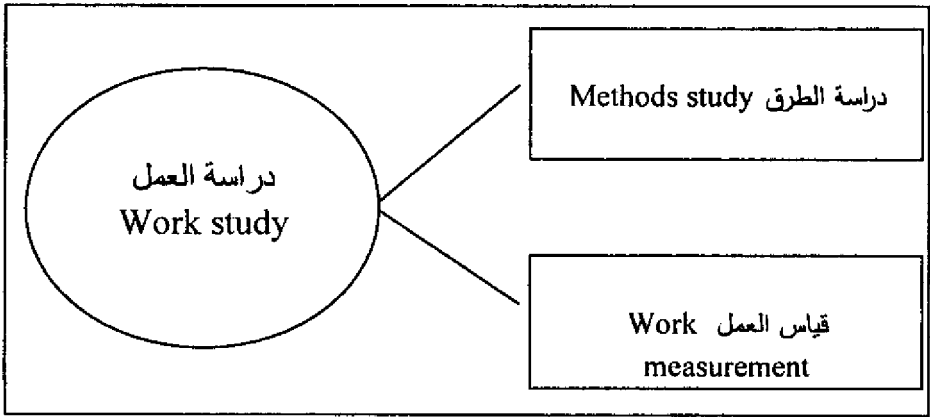 دراسة العمل
Work study
دراسة الطرق Methods study
قياس العمل Work
measurement